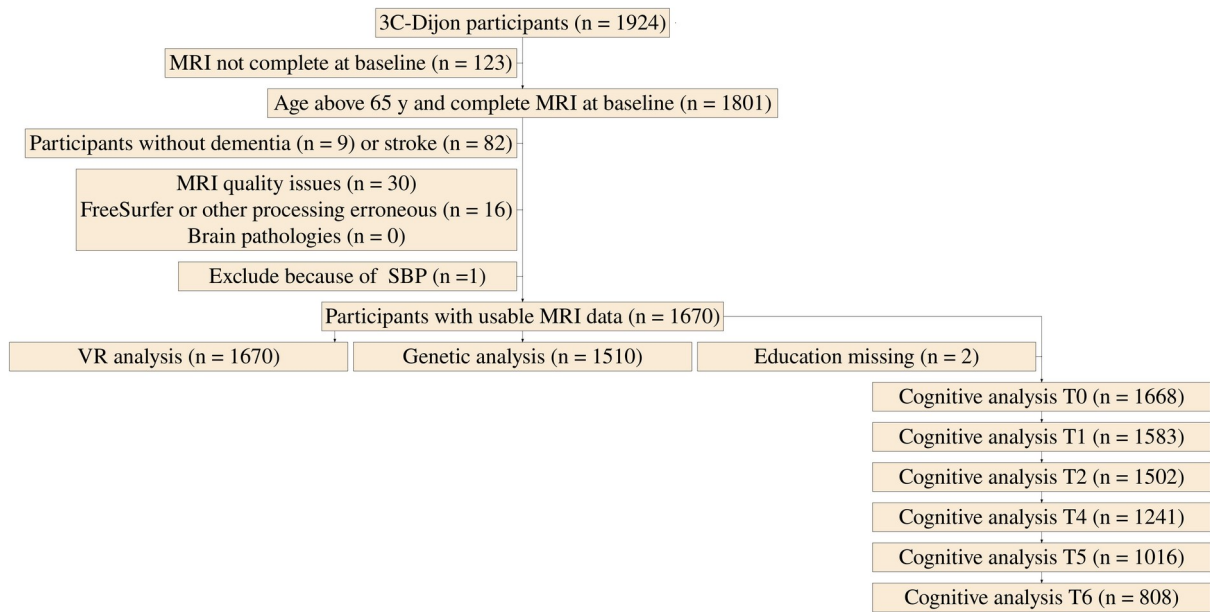 3C-Dijon participants (n = 1924)
MRI not complete at baseline (n = 123)
Age above 65 y and complete MRI at baseline (n = 1801)
Participants without dementia (n = 9) or stroke (n = 82)
MRI quality issues (n = 30)
FreeSurfer or other processing erroneous (n = 16)
Brain pathologies (n = 0)
Exclude because of SBP (n =1)
Participants with usable MRI data (n = 1670)
VR analysis (n = 1670)
Genetic analysis (n = 1510)
Education missing (n = 2)
Cognitive analysis T0 (n = 1668)
Cognitive analysis T1 (n = 1583)
Cognitive analysis T2 (n = 1502)
Cognitive analysis T4 (n = 1241)
Cognitive analysis T5 (n = 1016)
Cognitive analysis T6 (n = 808)